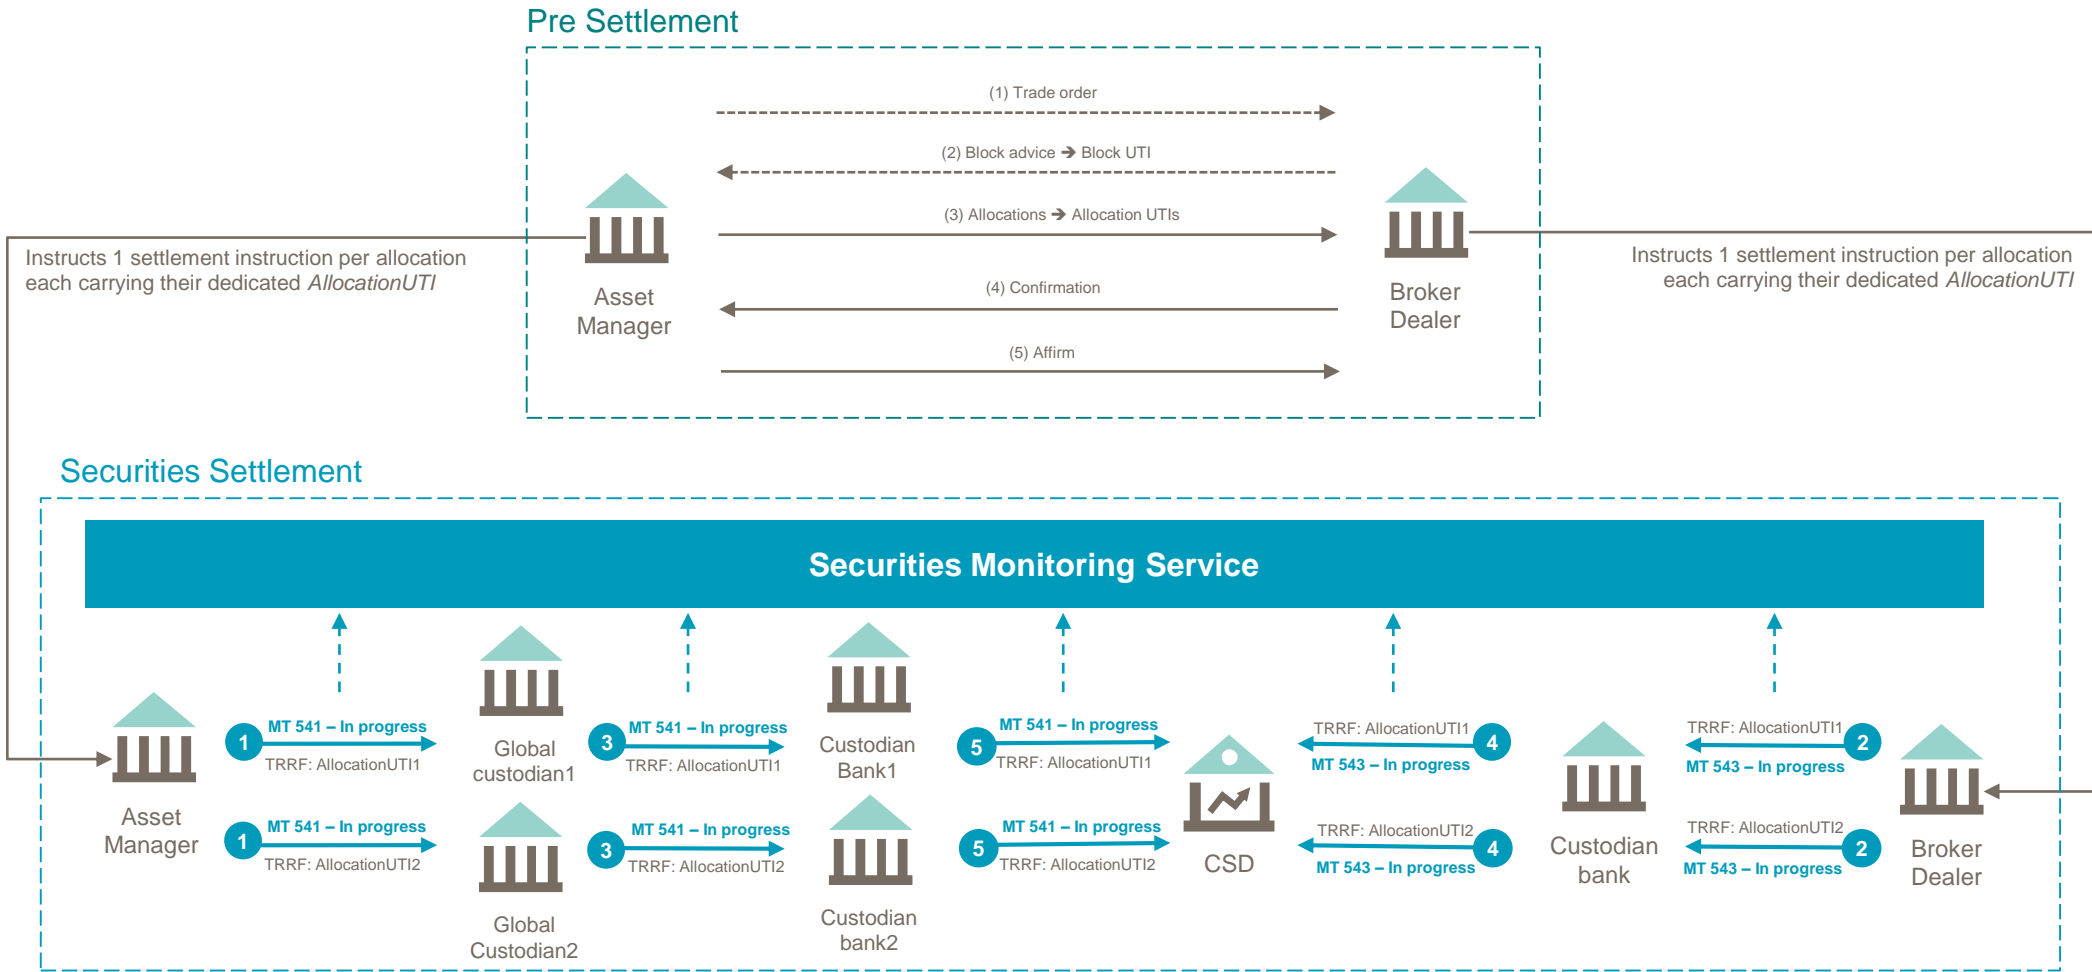 Pre Settlement
(1) Trade order
(2) Block advice ➔ Block UTI
(3) Allocations ➔ Allocation UTIs
(4) Confirmation
(5) Affirm
Asset
Manager
Broker
Dealer
Instructs 1 settlement instruction per allocation
each carrying their dedicated AllocationUTI
Instructs 1 settlement instruction per allocation
each carrying their dedicated AllocationUTI
Securities Settlement
Securities Monitoring Service
Asset
Manager
1
MT 541 – In progress
TRRF: AllocationUTI1
1
MT 541 – In progress
TRRF: AllocationUTI2
Global
custodian1
Global
Custodian2
3
MT 541 – In progress
TRRF: AllocationUTI1
3
MT 541 – In progress
TRRF: AllocationUTI2
Custodian
Bank1
Custodian
bank2
5
MT 541 – In progress
TRRF: AllocationUTI1
5
MT 541 – In progress
TRRF: AllocationUTI2
CSD
TRRF: AllocationUTI1
4
MT 543 – In progress
TRRF: AllocationUTI2
4
MT 543 – In progress
Custodian
bank
TRRF: AllocationUTI1
2
MT 543 – In progress
TRRF: AllocationUTI2
2
MT 543 – In progress
Broker
Dealer